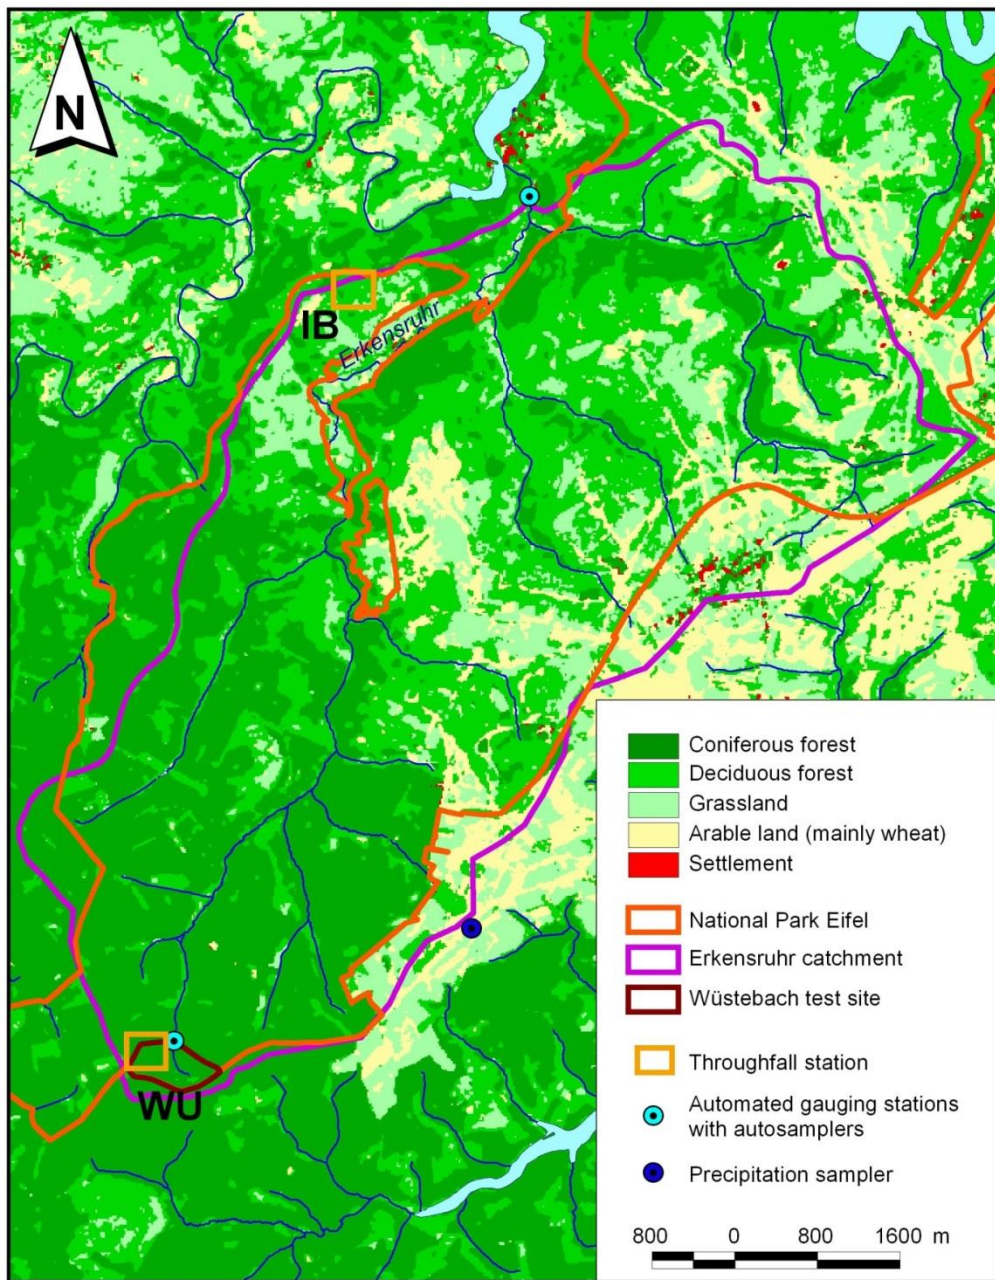 N
IB
Erkensruhr
WU
Coniferous forest
Deciduous forest
Grassland
Arable land (mainly wheat)
Settlement
National Park Eifel
Erkensruhr catchment
Wüstebach test site
Throughfall station
Automated gauging stations
with autosamplers
Precipitation sampler
800 0 800 1600 m